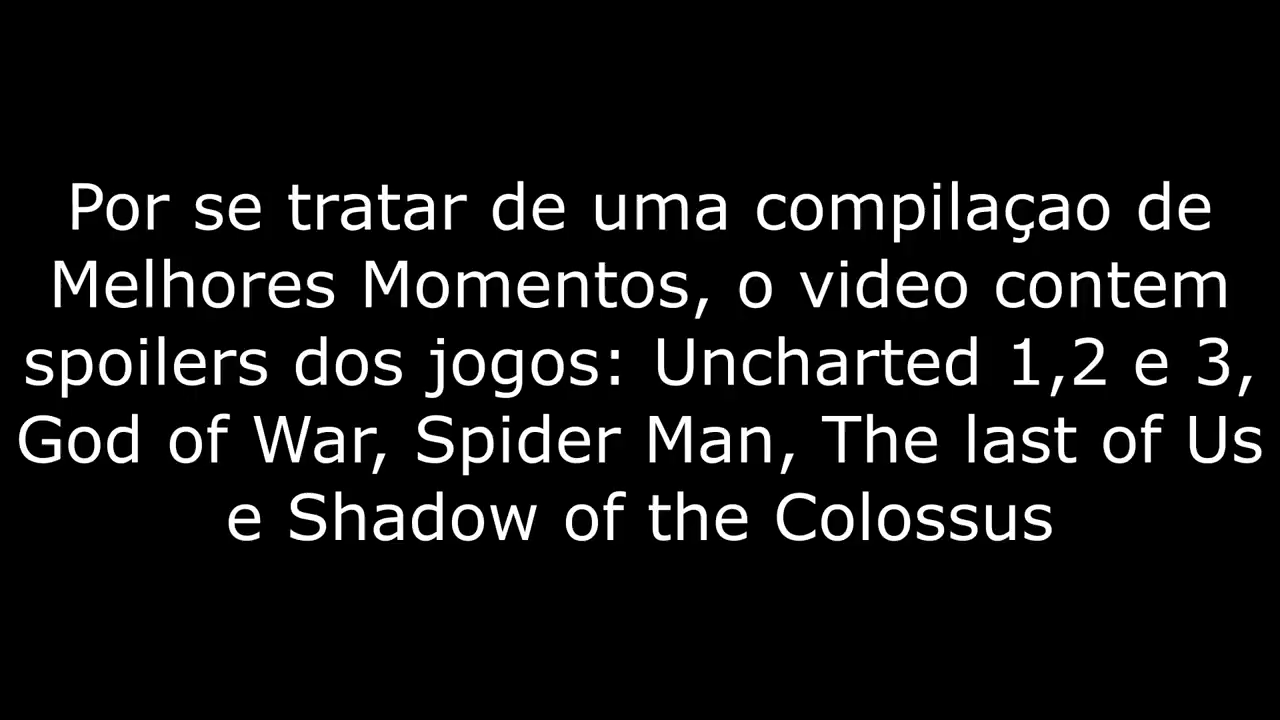 Por se tratar de uma compilaçao de
Melhores Momentos, o video contem
spoilers dos jogos: Uncharted 1,2 e 3,
God of War, Spider Man, The last of Us
e Shadow of the Colossus